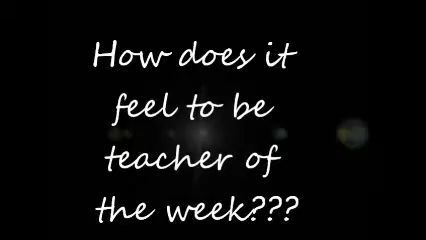 How does it
feel to be
teacher of
the week???